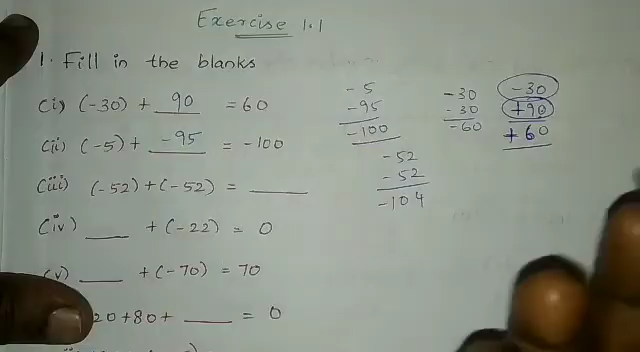 Exercise 1.1
1. Fill in the blanks
(i) (-30) + 90 = 60
(ii) (-5) + -95 = -100
(iii) (-52) + (-52) = ____
(iv) ____ + (-22) = 0
(v) ____ + (-70) = 70
20 + 80 + ____ = 0
-5
-95
-100
-52
-52
-104
-30
-30
-60
-30
+90
+60